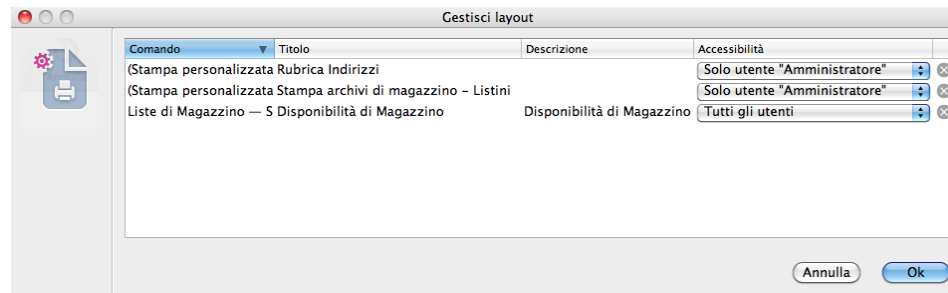 Gestisci layout
Comando Titolo Descrizione Accessibilità
(Stampa personalizzata Rubrica Indirizzi Solo utente "Amministratore"
(Stampa personalizzata Stampa archivi di magazzino – Listini Solo utente "Amministratore"
Liste di Magazzino — S Disponibilità di Magazzino Disponibilità di Magazzino Tutti gli utenti
Annulla Ok